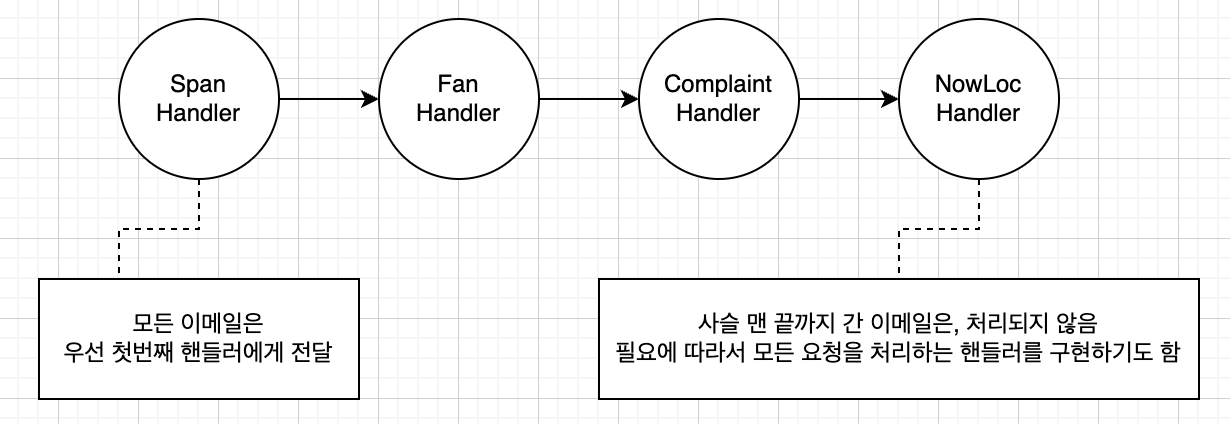 Span
Handler
Fan
Handler
Complaint
Handler
NowLoc
Handler
모든 이메일은
우선 첫번째 핸들러에게 전달
사슬 맨 끝까지 간 이메일은, 처리되지 않음
필요에 따라서 모든 요청을 처리하는 핸들러를 구현하기도 함